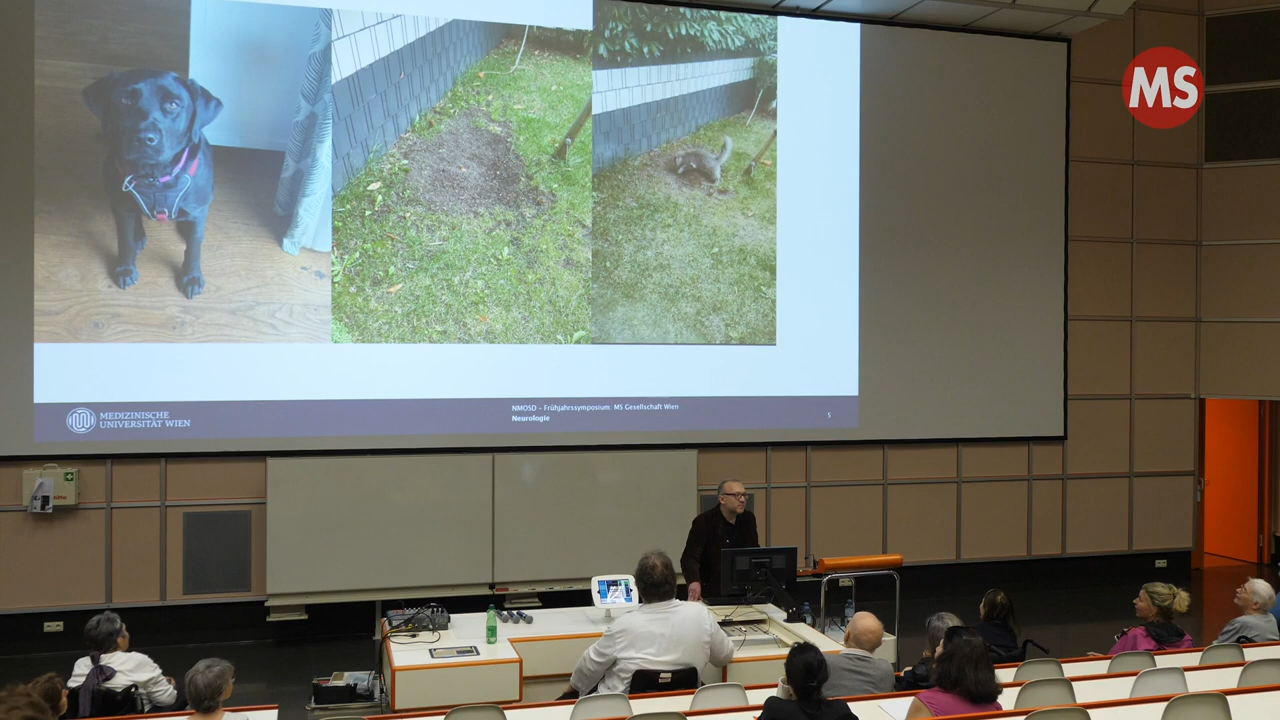 MS
MEDIZINISCHE
UNIVERSITÄT WIEN
NMOSD – Frühjahrssymposium: MS Gesellschaft Wien
Neurologie
5